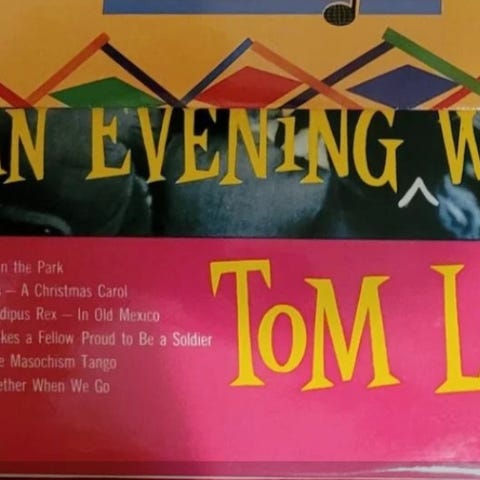 AN EVENING W
n the Park
– A Christmas Carol
dipus Rex – In Old Mexico
kes a Fellow Proud to Be a Soldier
e Masochism Tango
ether When We Go
TOM L